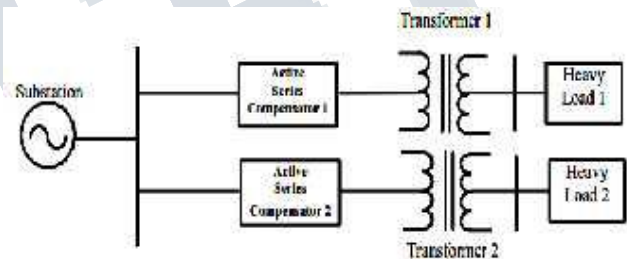 Transformer 1
Substation
Active
Series
Compensator 1
Heavy
Load 1
Active
Series
Compensator 2
Heavy
Load 2
Transformer 2